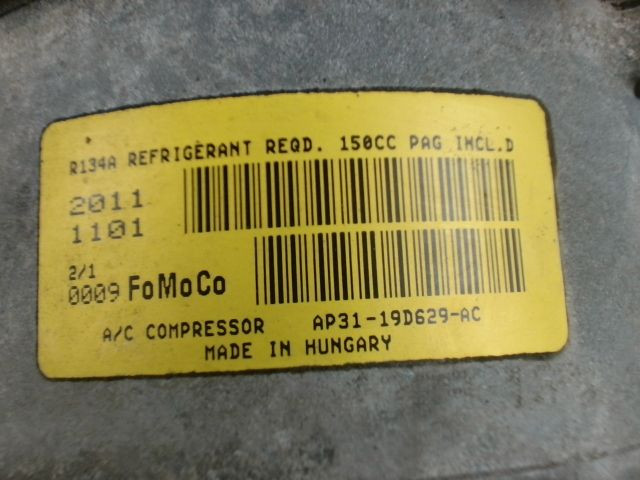 R134A REFRIGERANT REQD. 150CC PAG INCL.D
2011
1101
2/1
0009 FoMoCo
A/C COMPRESSOR AP31-19D629-AC
MADE IN HUNGARY